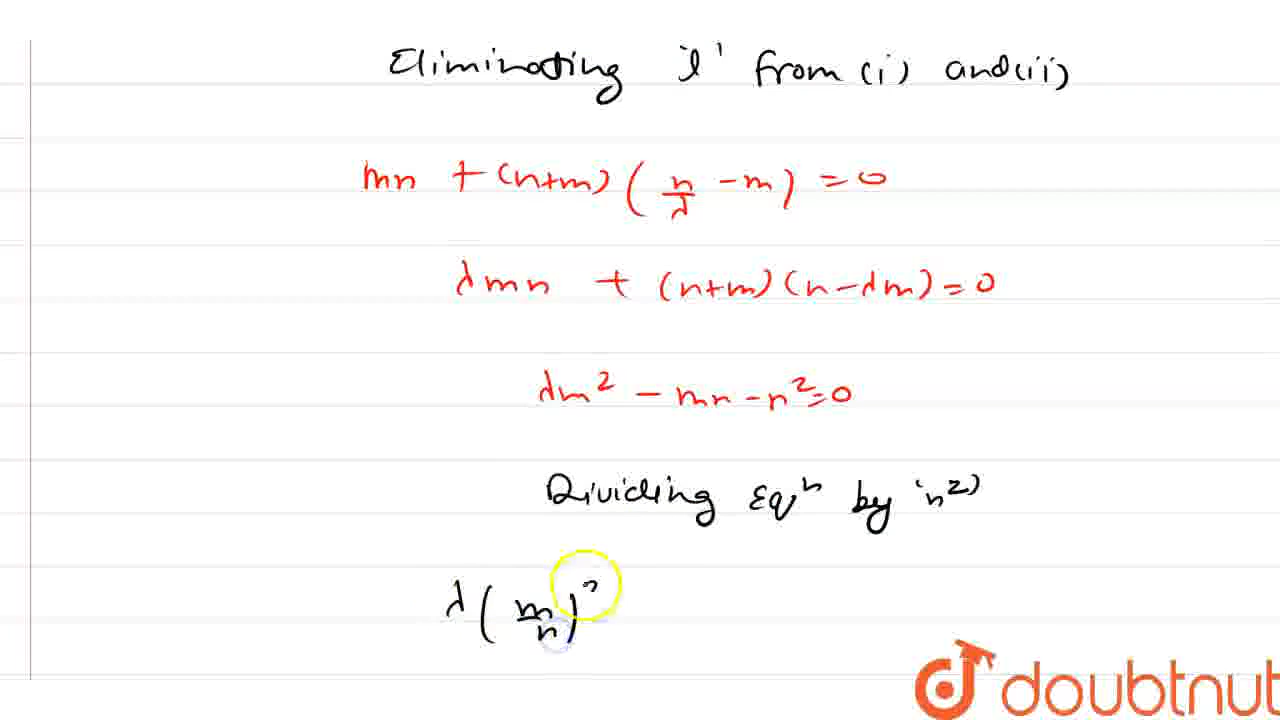 Eliminating 'l' from (i) and (ii)
mn + (n+m) ( n/λ - m) = 0
λmn + (n+m) (n - λm) = 0
λm² - mn - n² = 0
Dividing Eqⁿ by 'n²)
λ ( m/n )²
doubtnut